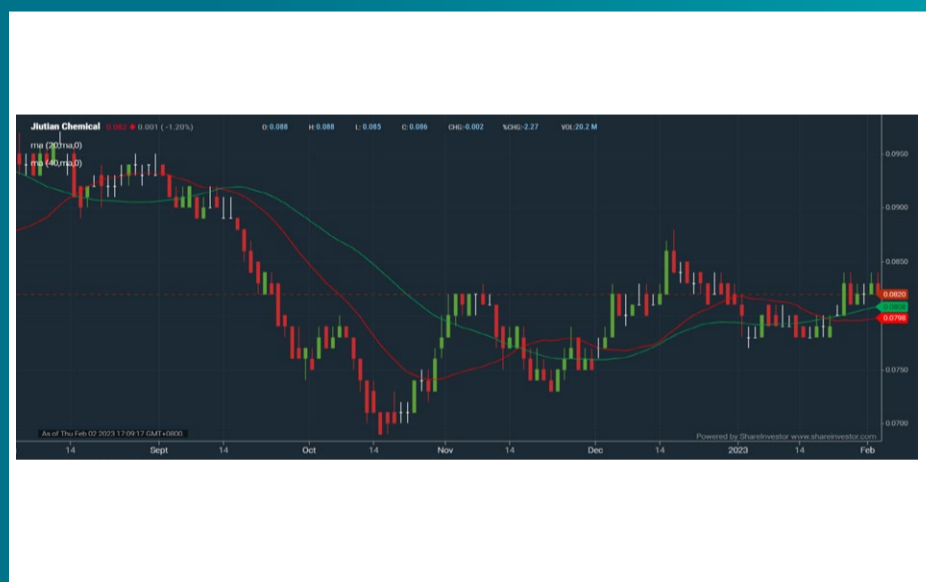 Jiutian Chemical 0.082 0.001 (-1.20%) O: 0.088 H: 0.088 L: 0.085 C: 0.086 CHG:-0.002 %CHG:-2.27 VOL:20.2 M
ma (20,ma,0)
ma (40,ma,0)
0.0950
0.0900
0.0850
0.0820
0.0798
0.0750
0.0700
As of Thu Feb 02 2023 17:09:17 GMT+0800
Powered by ShareInvestor www.shareinvestor.com
14 Sept 14 Oct 14 Nov 14 Dec 14 2023 14 Feb